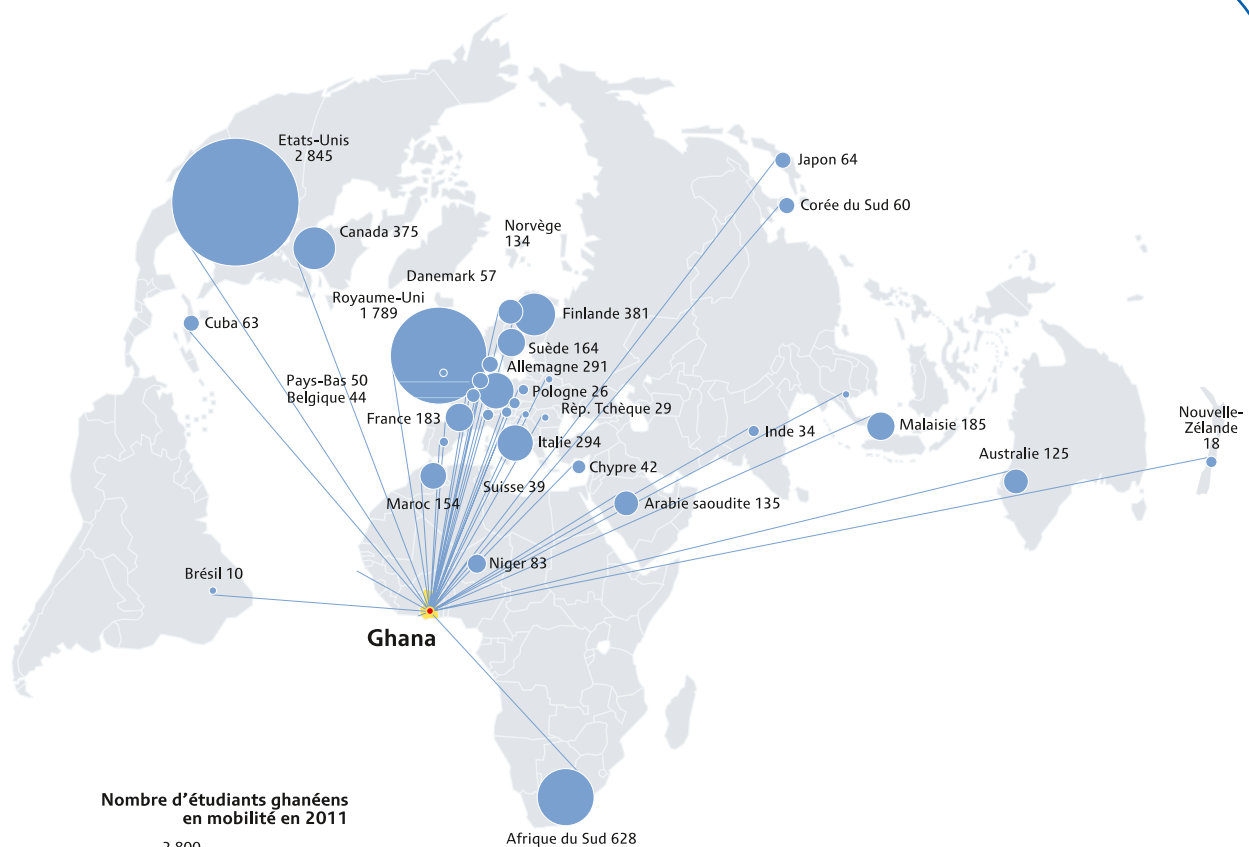 Etats-Unis
2 845
Japon 64
Corée du Sud 60
Canada 375
Norvège
134
Danemark 57
Royaume-Uni
1 789
Finlande 381
Cuba 63
Suède 164
Allemagne 291
Pays-Bas 50
Belgique 44
Pologne 26
Rèp. Tchèque 29
France 183
Italie 294
Inde 34
Malaisie 185
Nouvelle-
Zélande
18
Australie 125
Chypre 42
Suisse 39
Maroc 154
Arabie saoudite 135
Niger 83
Brésil 10
Ghana
Nombre d'étudiants ghanéens
en mobilité en 2011
2 800
Afrique du Sud 628